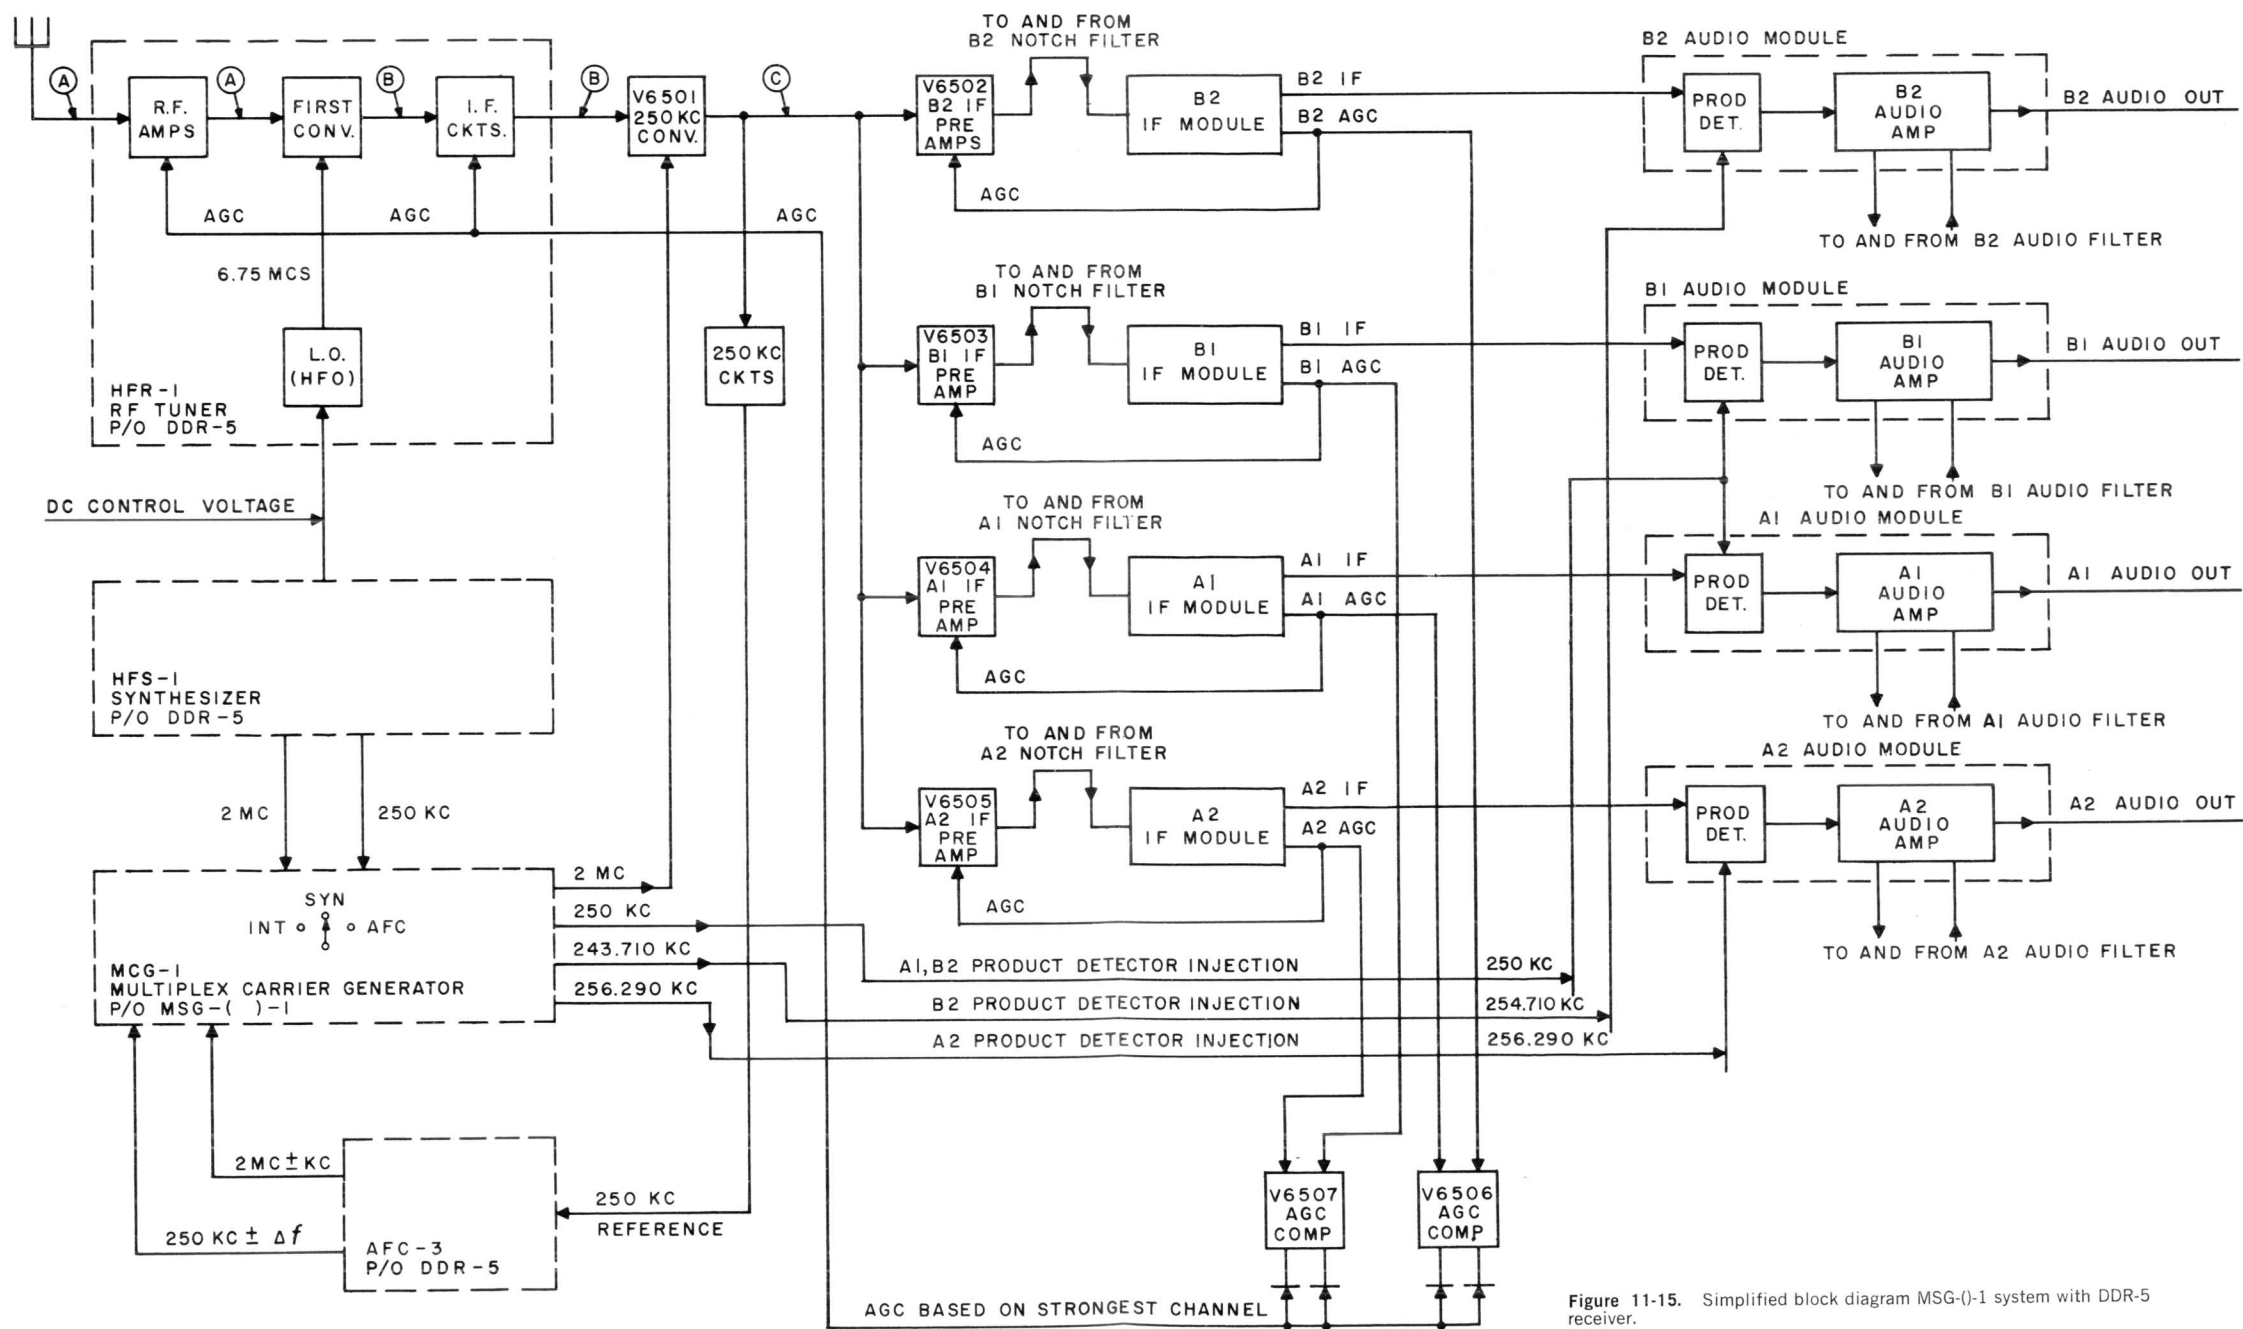 TO AND FROM
B2 NOTCH FILTER
B2 AUDIO MODULE
A
A
B
B
C
R.F.
AMPS
FIRST
CONV.
I.F.
CKTS.
V6501
250 KC
CONV.
V6502
B2 IF
PRE
AMPS
B2
IF MODULE
B2 IF
B2 AGC
PROD
DET.
B2
AUDIO
AMP
B2 AUDIO OUT
AGC
AGC
AGC
AGC
TO AND FROM B2 AUDIO FILTER
6.75 MCS
L.O.
(HFO)
HFR-1
RF TUNER
P/O DDR-5
250 KC
CKTS
TO AND FROM
B1 NOTCH FILTER
V6503
B1 IF
PRE
AMP
B1
IF MODULE
B1 IF
B1 AGC
AGC
B1 AUDIO MODULE
PROD
DET.
B1
AUDIO
AMP
B1 AUDIO OUT
TO AND FROM B1 AUDIO FILTER
DC CONTROL VOLTAGE
TO AND FROM
A1 NOTCH FILTER
V6504
A1 IF
PRE
AMP
A1
IF MODULE
A1 IF
A1 AGC
AGC
A1 AUDIO MODULE
PROD
DET.
A1
AUDIO
AMP
A1 AUDIO OUT
TO AND FROM A1 AUDIO FILTER
HFS-1
SYNTHESIZER
P/O DDR-5
2 MC
250 KC
TO AND FROM
A2 NOTCH FILTER
V6505
A2 IF
PRE
AMP
A2
IF MODULE
A2 IF
A2 AGC
AGC
A2 AUDIO MODULE
PROD
DET.
A2
AUDIO
AMP
A2 AUDIO OUT
TO AND FROM A2 AUDIO FILTER
SYN
INT
AFC
MCG-1
MULTIPLEX CARRIER GENERATOR
P/O MSG-( )-1
2 MC
250 KC
243.710 KC
256.290 KC
A1,B2 PRODUCT DETECTOR INJECTION 250 KC
B2 PRODUCT DETECTOR INJECTION 254.710 KC
A2 PRODUCT DETECTOR INJECTION 256.290 KC
2MC ± KC
250 KC ± Δf
AFC-3
P/O DDR-5
250 KC
REFERENCE
V6507
AGC
COMP
V6506
AGC
COMP.
AGC BASED ON STRONGEST CHANNEL
Figure 11-15. Simplified block diagram MSG-()-1 system with DDR-5
receiver.